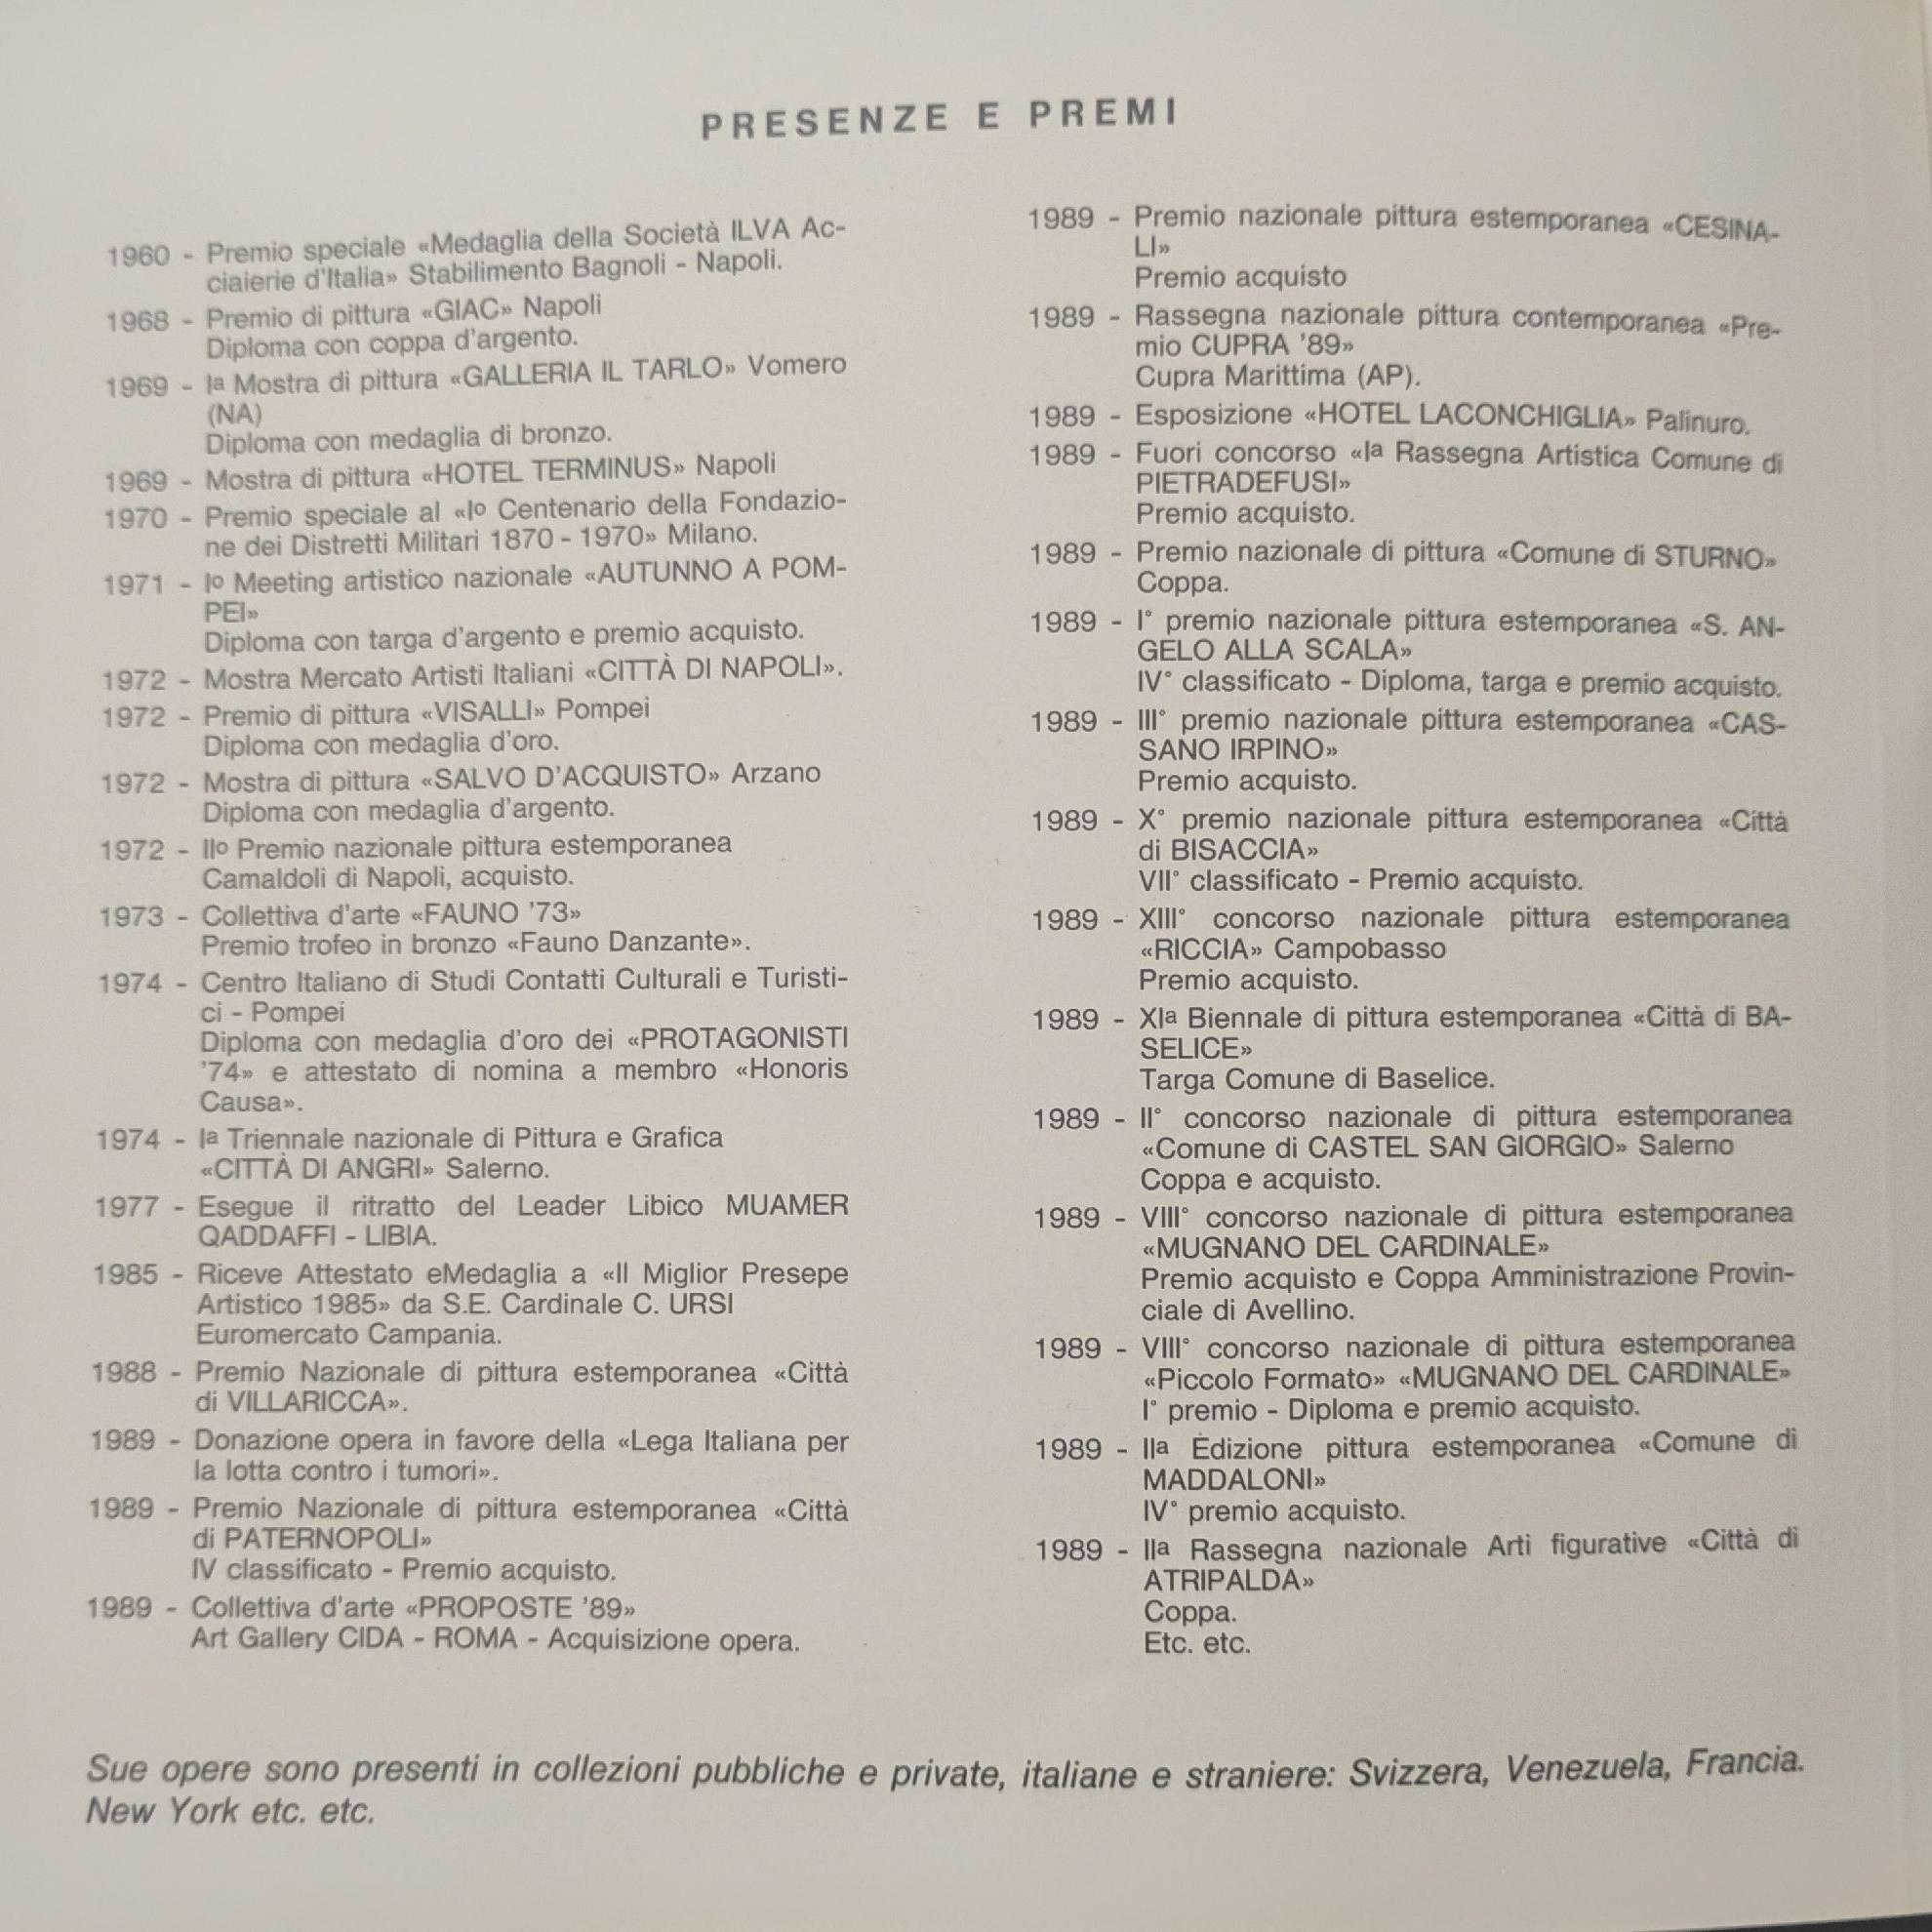 PRESENZE E PREMI
1960 - Premio speciale «Medaglia della Società ILVA Ac-
ciaierie d'Italia» Stabilimento Bagnoli - Napoli.
1968 - Premio di pittura «GIAC» Napoli
Diploma con coppa d'argento.
1969 - Iª Mostra di pittura «GALLERIA IL TARLO» Vomero
(NA)
Diploma con medaglia di bronzo.
1969 - Mostra di pittura «HOTEL TERMINUS» Napoli
1970 - Premio speciale al «Iº Centenario della Fondazio-
ne dei Distretti Militari 1870 - 1970» Milano.
1971 - Iº Meeting artistico nazionale «AUTUNNO A POM-
PEI»
Diploma con targa d'argento e premio acquisto.
1972 - Mostra Mercato Artisti Italiani «CITTÀ DI NAPOLI».
1972 - Premio di pittura «VISALLI» Pompei
Diploma con medaglia d'oro.
1972 - Mostra di pittura «SALVO D'ACQUISTO» Arzano
Diploma con medaglia d'argento.
1972 - IIº Premio nazionale pittura estemporanea
Camaldoli di Napoli, acquisto.
1973 - Collettiva d'arte «FAUNO '73»
Premio trofeo in bronzo «Fauno Danzante».
1974 - Centro Italiano di Studi Contatti Culturali e Turisti-
ci - Pompei
Diploma con medaglia d'oro dei «PROTAGONISTI
'74» e attestato di nomina a membro «Honoris
Causa».
1974 - Iª Triennale nazionale di Pittura e Grafica
«CITTÀ DI ANGRI» Salerno.
1977 - Esegue il ritratto del Leader Libico MUAMER
QADDAFFI - LIBIA.
1985 - Riceve Attestato eMedaglia a «Il Miglior Presepe
Artistico 1985» da S.E. Cardinale C. URSI
Euromercato Campania.
1988 - Premio Nazionale di pittura estemporanea «Città
di VILLARICCA».
1989 - Donazione opera in favore della «Lega Italiana per
la lotta contro i tumori».
1989 - Premio Nazionale di pittura estemporanea «Città
di PATERNOPOLI»
IV classificato - Premio acquisto.
1989 - Collettiva d'arte «PROPOSTE '89»
Art Gallery CIDA - ROMA - Acquisizione opera.
1989 - Premio nazionale pittura estemporanea «CESINA-
LI»
Premio acquisto
1989 - Rassegna nazionale pittura contemporanea «Pre-
mio CUPRA '89»
Cupra Marittima (AP).
1989 - Esposizione «HOTEL LACONCHIGLIA» Palinuro.
1989 - Fuori concorso «Iª Rassegna Artistica Comune di
PIETRADEFUSI»
Premio acquisto.
1989 - Premio nazionale di pittura «Comune di STURNO»
Coppa.
1989 - I° premio nazionale pittura estemporanea «S. AN-
GELO ALLA SCALA»
IV° classificato - Diploma, targa e premio acquisto.
1989 - III° premio nazionale pittura estemporanea «CAS-
SANO IRPINO»
Premio acquisto.
1989 - X° premio nazionale pittura estemporanea «Città
di BISACCIA»
VII° classificato - Premio acquisto.
1989 - XIII° concorso nazionale pittura estemporanea
«RICCIA» Campobasso
Premio acquisto.
1989 - XIª Biennale di pittura estemporanea «Città di BA-
SELICE»
Targa Comune di Baselice.
1989 - II° concorso nazionale di pittura estemporanea
«Comune di CASTEL SAN GIORGIO» Salerno
Coppa e acquisto.
1989 - VIII° concorso nazionale di pittura estemporanea
«MUGNANO DEL CARDINALE»
Premio acquisto e Coppa Amministrazione Provin-
ciale di Avellino.
1989 - VIII° concorso nazionale di pittura estemporanea
«Piccolo Formato» «MUGNANO DEL CARDINALE»
I° premio - Diploma e premio acquisto.
1989 - IIª Edizione pittura estemporanea «Comune di
MADDALONI»
IV° premio acquisto.
1989 - IIª Rassegna nazionale Arti figurative «Città di
ATRIPALDA»
Coppa.
Etc. etc.
Sue opere sono presenti in collezioni pubbliche e private, italiane e straniere: Svizzera, Venezuela, Francia.
New York etc. etc.